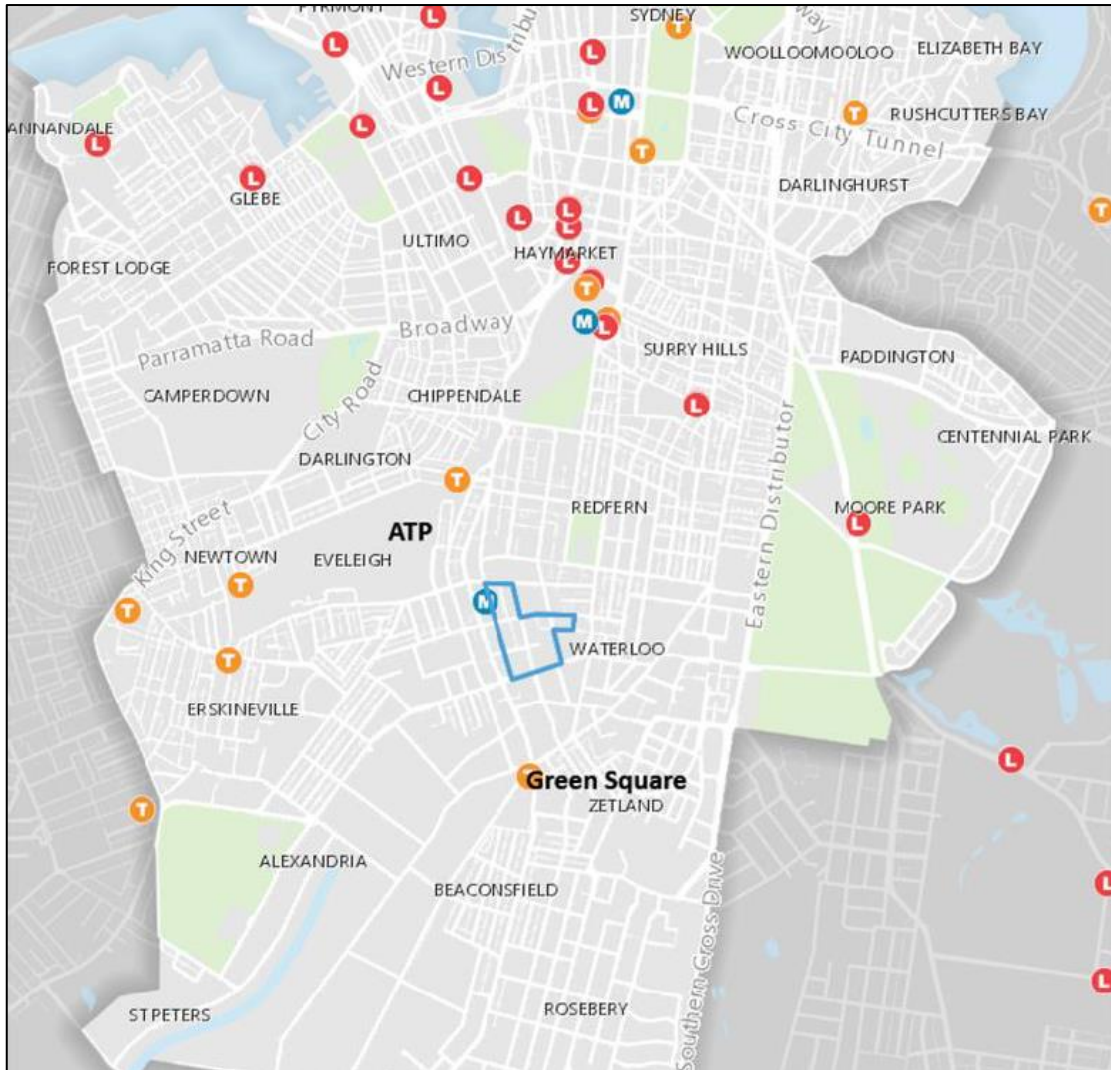 PYRMONT
SYDNEY
Western Distribu
WOOLLOOMOOLOO
ELIZABETH BAY
RUSHCUTTERS BAY
Cross City Tunnel
ANNANDALE
DARLINGHURST
GLEBE
ULTIMO
HAYMARKET
FOREST LODGE
Broadway
Parramatta Road
SURRY HILLS
PADDINGTON
CAMPERDOWN
CHIPPENDALE
City Road
CENTENNIAL PARK
DARLINGTON
Eastern Distributor
REDFERN
MOORE PARK
ATP
King Street
NEWTOWN
EVELEIGH
WATERLOO
ERSKINEVILLE
Green Square
ZETLAND
ALEXANDRIA
BEACONSFIELD
Southern Cross Drive
ROSEBERY
ST PETERS
L
T
M